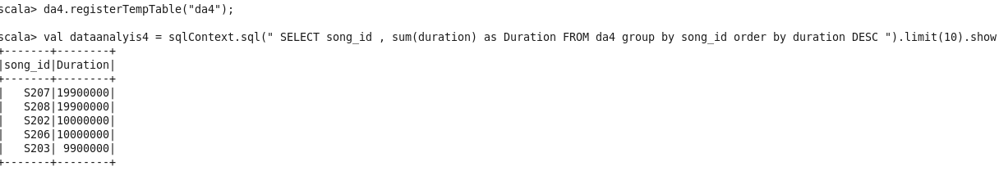 scala> da4.registerTempTable("da4");
scala> val dataanalyis4 = sqlContext.sql(" SELECT song_id , sum(duration) as Duration FROM da4 group by song_id order by duration DESC ").limit(10).show
+-------+--------+
|song_id|Duration|
+-------+--------+
|   S207|19900000|
|   S208|19900000|
|   S202|10000000|
|   S206|10000000|
|   S203| 9900000|
+-------+--------+